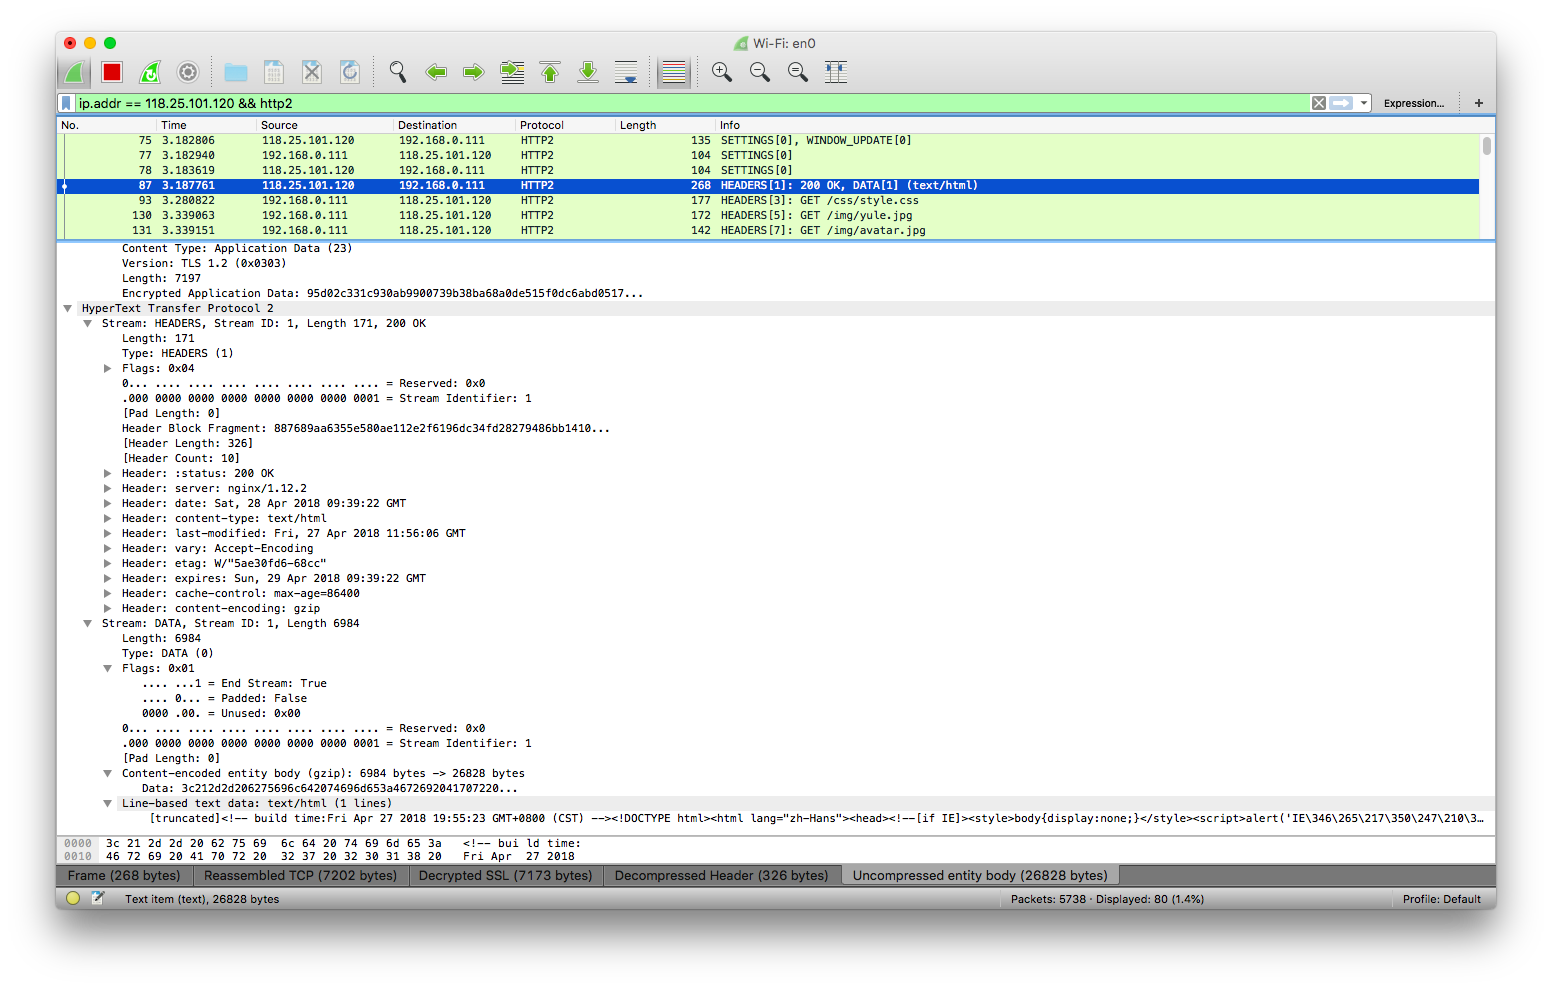 Wi-Fi: en0
ip.addr == 118.25.101.120 && http2 Expression... +
No. Time Source Destination Protocol Length Info
75 3.182806 118.25.101.120 192.168.0.111 HTTP2 135 SETTINGS[0], WINDOW_UPDATE[0]
77 3.182940 192.168.0.111 118.25.101.120 HTTP2 104 SETTINGS[0]
78 3.183619 118.25.101.120 192.168.0.111 HTTP2 104 SETTINGS[0]
87 3.187761 118.25.101.120 192.168.0.111 HTTP2 268 HEADERS[1]: 200 OK, DATA[1] (text/html)
93 3.280822 192.168.0.111 118.25.101.120 HTTP2 177 HEADERS[3]: GET /css/style.css
130 3.339063 192.168.0.111 118.25.101.120 HTTP2 172 HEADERS[5]: GET /img/yule.jpg
131 3.339151 192.168.0.111 118.25.101.120 HTTP2 142 HEADERS[7]: GET /img/avatar.jpg
Content Type: Application Data (23)
Version: TLS 1.2 (0x0303)
Length: 7197
Encrypted Application Data: 95d02c331c930ab9900739b38ba68a0de515f0dc6abd0517...
HyperText Transfer Protocol 2
Stream: HEADERS, Stream ID: 1, Length 171, 200 OK
Length: 171
Type: HEADERS (1)
Flags: 0x04
0... .... .... .... .... .... .... .... = Reserved: 0x0
.000 0000 0000 0000 0000 0000 0000 0001 = Stream Identifier: 1
[Pad Length: 0]
Header Block Fragment: 887689aa6355e580ae112e2f6196dc34fd28279486bb1410...
[Header Length: 326]
[Header Count: 10]
Header: :status: 200 OK
Header: server: nginx/1.12.2
Header: date: Sat, 28 Apr 2018 09:39:22 GMT
Header: content-type: text/html
Header: last-modified: Fri, 27 Apr 2018 11:56:06 GMT
Header: vary: Accept-Encoding
Header: etag: W/"5ae30fd6-68cc"
Header: expires: Sun, 29 Apr 2018 09:39:22 GMT
Header: cache-control: max-age=86400
Header: content-encoding: gzip
Stream: DATA, Stream ID: 1, Length 6984
Length: 6984
Type: DATA (0)
Flags: 0x01
.... ...1 = End Stream: True
.... 0... = Padded: False
0000 .00. = Unused: 0x00
0... .... .... .... .... .... .... .... = Reserved: 0x0
.000 0000 0000 0000 0000 0000 0000 0001 = Stream Identifier: 1
[Pad Length: 0]
Content-encoded entity body (gzip): 6984 bytes -> 26828 bytes
Data: 3c212d2d206275696c642074696d653a4672692041707220...
Line-based text data: text/html (1 lines)
[truncated]<!-- build time:Fri Apr 27 2018 19:55:23 GMT+0800 (CST) --><!DOCTYPE html><html lang="zh-Hans"><head><!--[if IE]><style>body{display:none;}</style><script>alert('IE\346\265\217\350\247\210\3...
0000 3c 21 2d 2d 20 62 75 69 6c 64 20 74 69 6d 65 3a <!-- bui ld time:
0010 46 72 69 20 41 70 72 20 32 37 20 32 30 31 38 20 Fri Apr 27 2018
Frame (268 bytes) Reassembled TCP (7202 bytes) Decrypted SSL (7173 bytes) Decompressed Header (326 bytes) Uncompressed entity body (26828 bytes)
Text item (text), 26828 bytes Packets: 5738 · Displayed: 80 (1.4%) Profile: Default